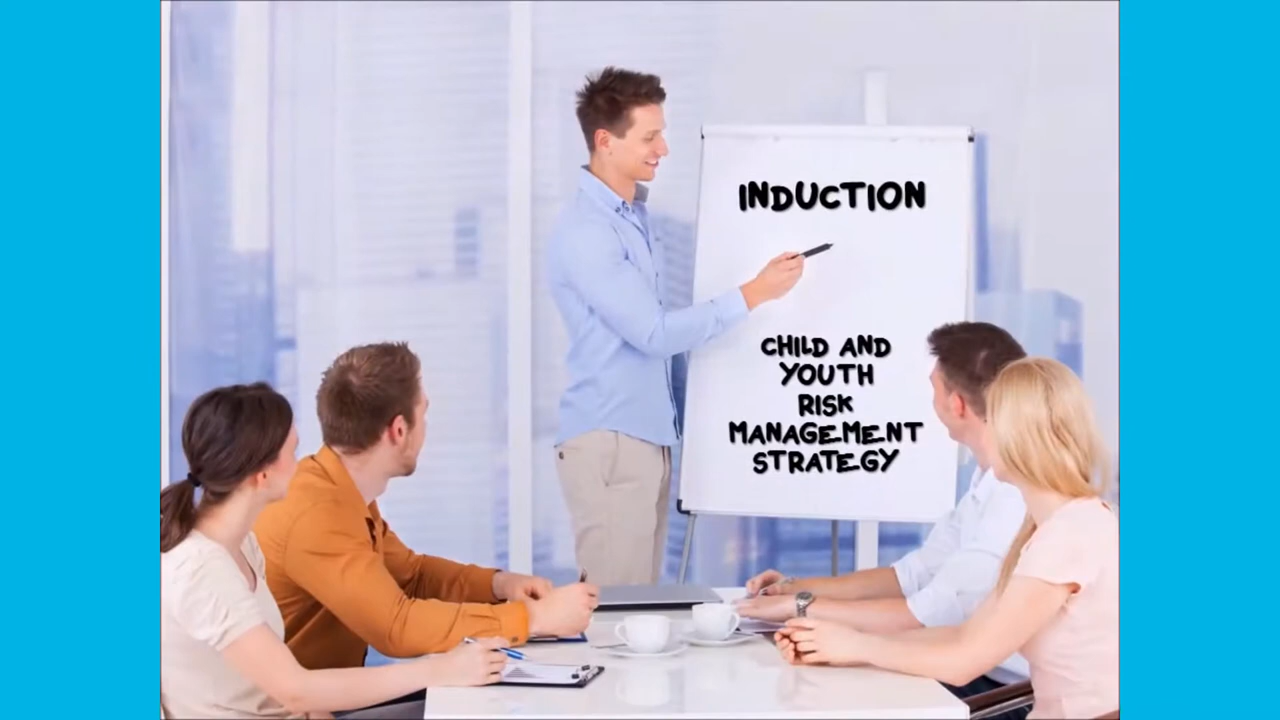 INDUCTION
CHILD AND
YOUTH
RISK
MANAGEMENT
STRATEGY